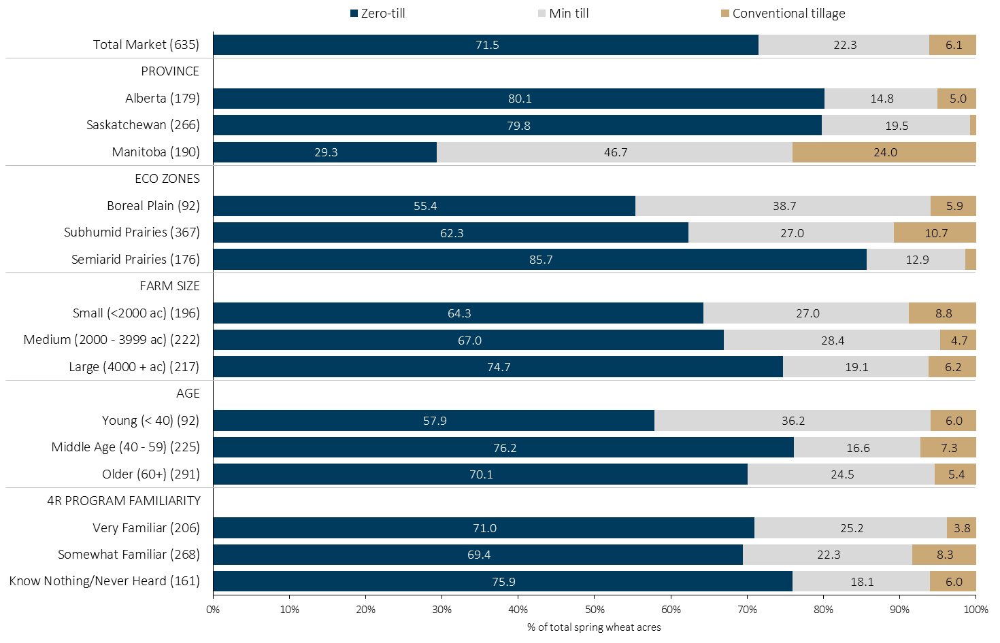 Zero-till Min till Conventional tillage
Total Market (635) 71.5 22.3 6.1
PROVINCE
Alberta (179) 80.1 14.8 5.0
Saskatchewan (266) 79.8 19.5
Manitoba (190) 29.3 46.7 24.0
ECO ZONES
Boreal Plain (92) 55.4 38.7 5.9
Subhumid Prairies (367) 62.3 27.0 10.7
Semiarid Prairies (176) 85.7 12.9
FARM SIZE
Small (<2000 ac) (196) 64.3 27.0 8.8
Medium (2000 - 3999 ac) (222) 67.0 28.4 4.7
Large (4000 + ac) (217) 74.7 19.1 6.2
AGE
Young (< 40) (92) 57.9 36.2 6.0
Middle Age (40 - 59) (225) 76.2 16.6 7.3
Older (60+) (291) 70.1 24.5 5.4
4R PROGRAM FAMILIARITY
Very Familiar (206) 71.0 25.2 3.8
Somewhat Familiar (268) 69.4 22.3 8.3
Know Nothing/Never Heard (161) 75.9 18.1 6.0
0% 10% 20% 30% 40% 50% 60% 70% 80% 90% 100%
% of total spring wheat acres